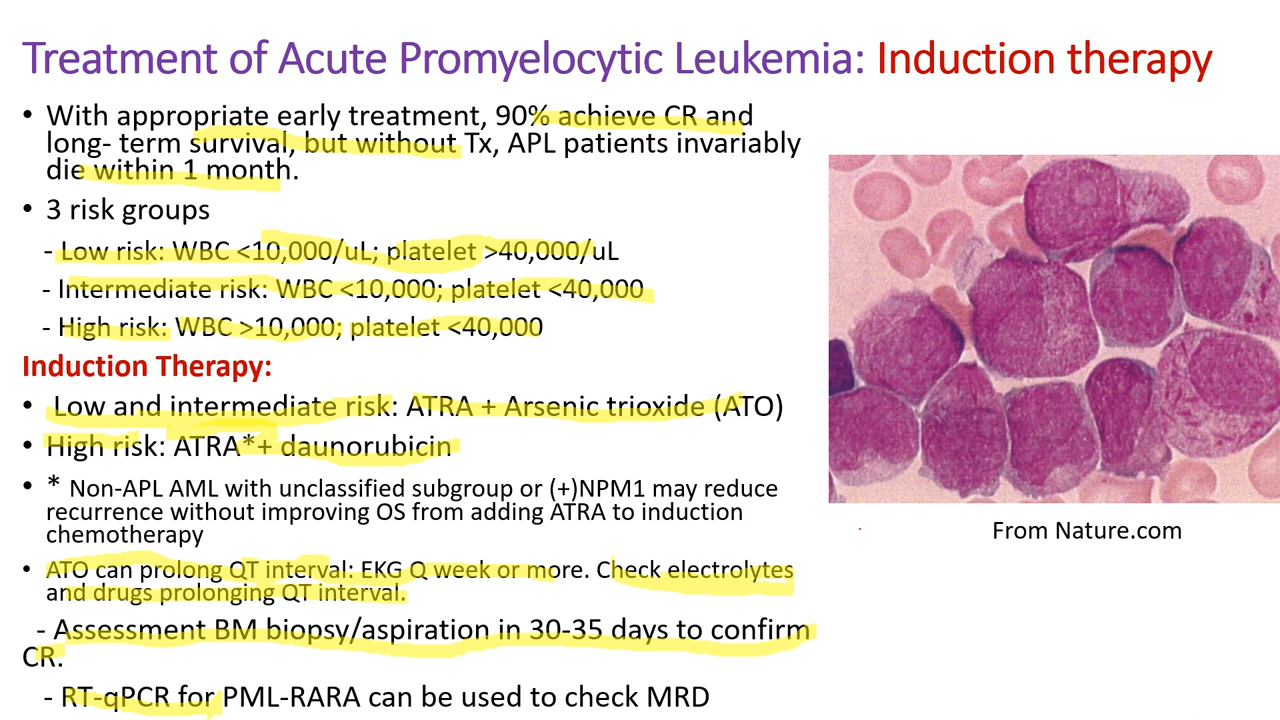 Treatment of Acute Promyelocytic Leukemia: Induction therapy
• With appropriate early treatment, 90% achieve CR and
long- term survival, but without Tx, APL patients invariably
die within 1 month.
• 3 risk groups
- Low risk: WBC <10,000/uL; platelet >40,000/uL
- Intermediate risk: WBC <10,000; platelet <40,000
- High risk: WBC >10,000; platelet <40,000
Induction Therapy:
• Low and intermediate risk: ATRA + Arsenic trioxide (ATO)
• High risk: ATRA*+ daunorubicin
• * Non-APL AML with unclassified subgroup or (+)NPM1 may reduce
recurrence without improving OS from adding ATRA to induction
chemotherapy
• ATO can prolong QT interval: EKG Q week or more. Check electrolytes
and drugs prolonging QT interval.
- Assessment BM biopsy/aspiration in 30-35 days to confirm
CR.
- RT-qPCR for PML-RARA can be used to check MRD
From Nature.com